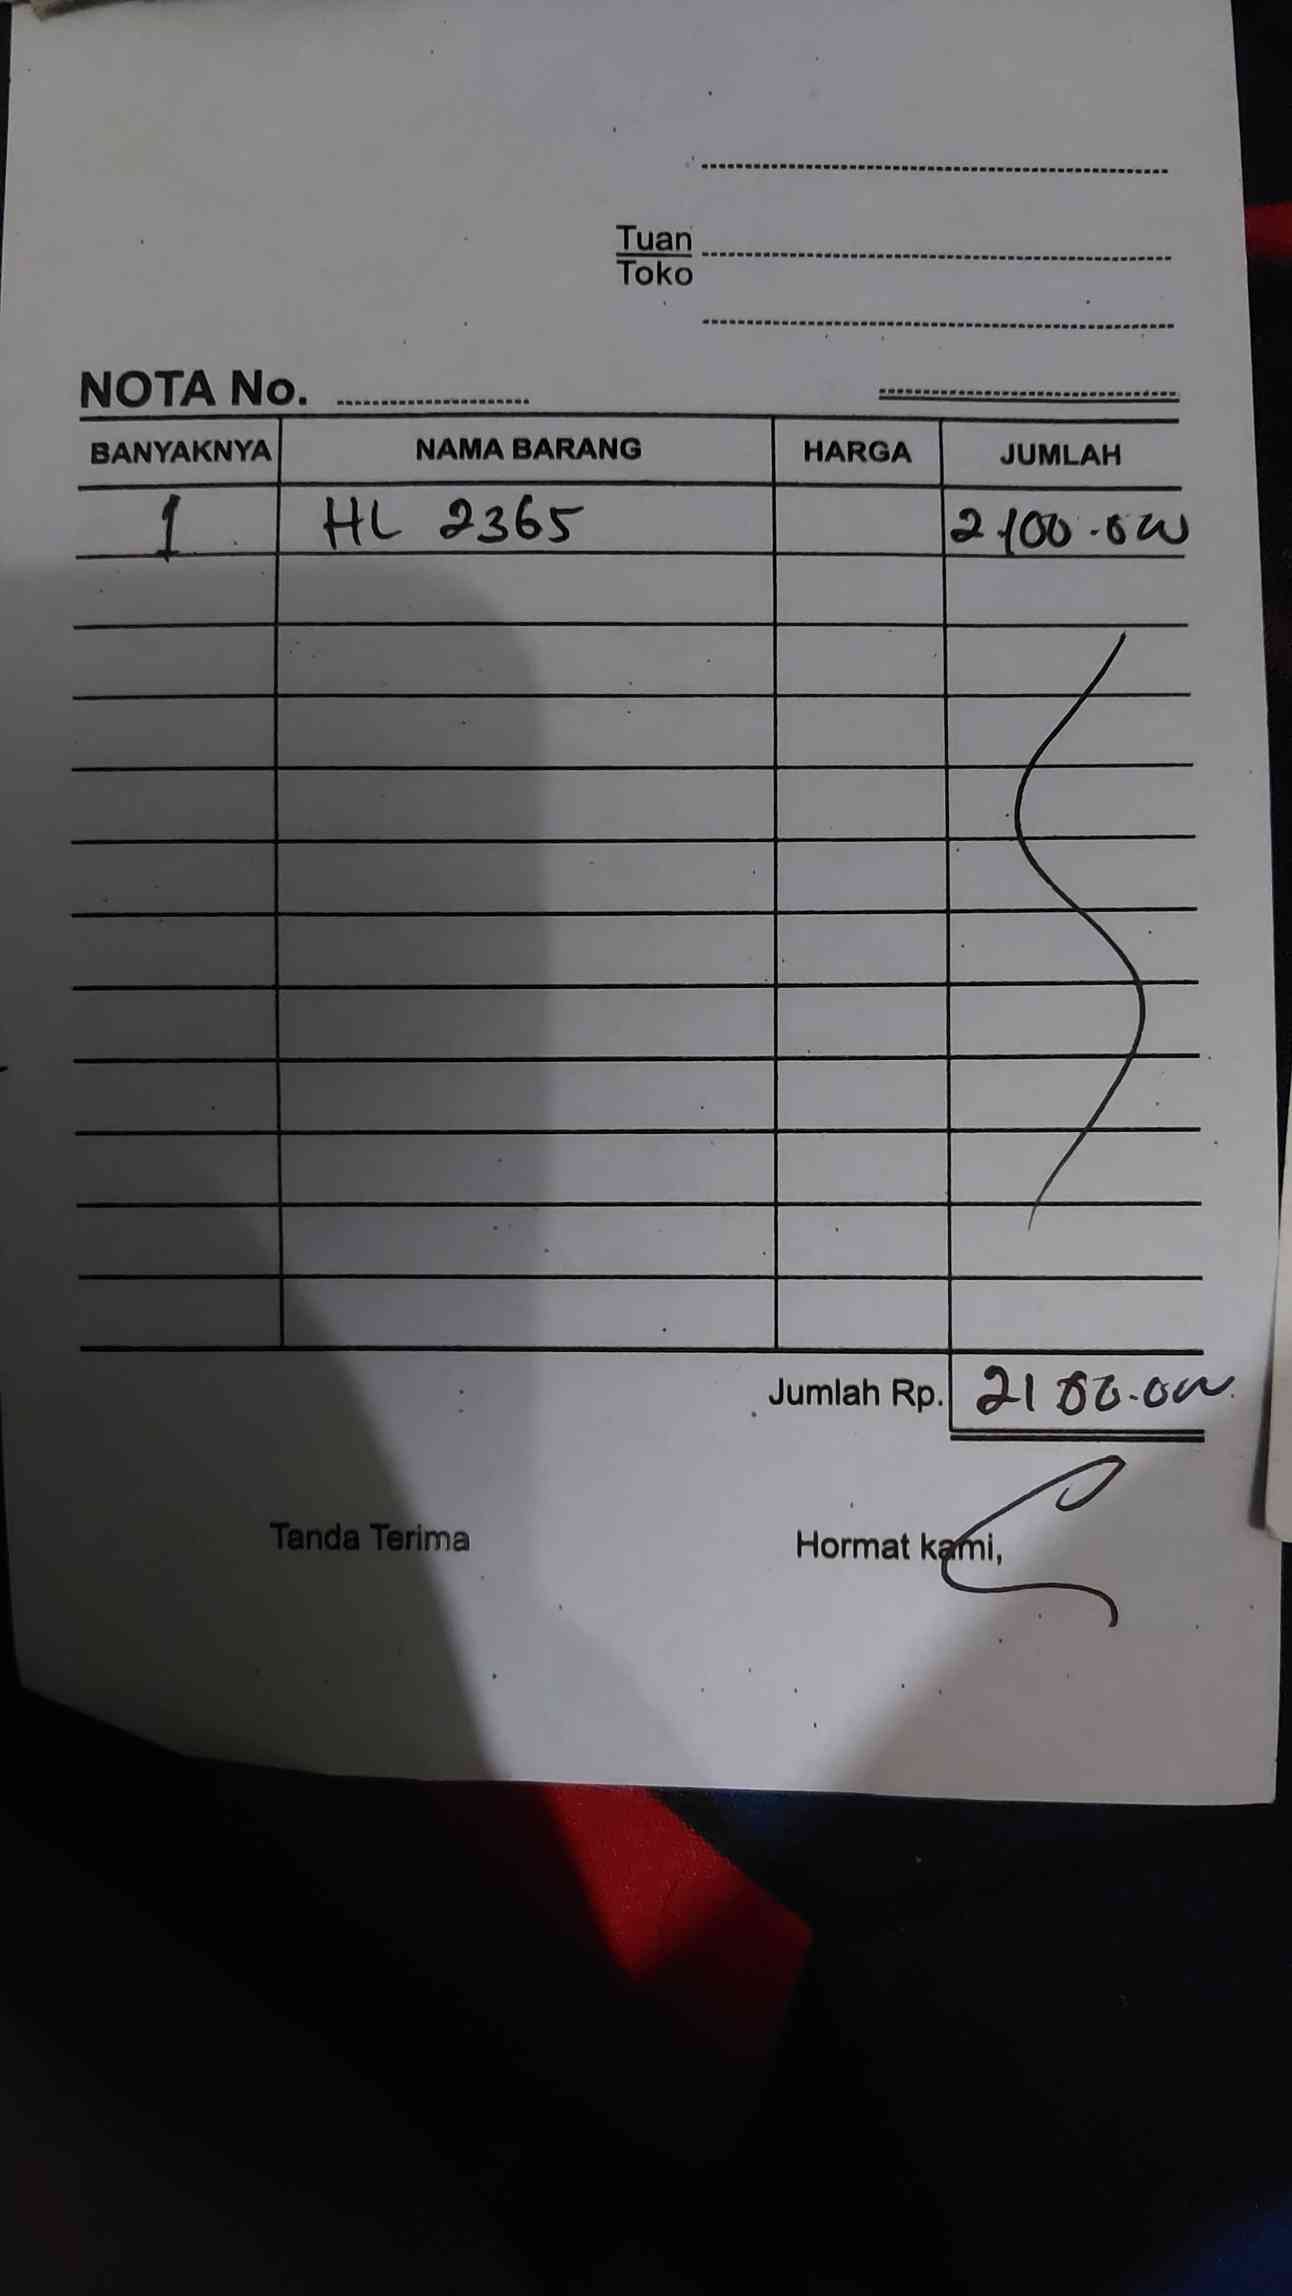 Tuan
Toko
NOTA No.
BANYAKNYA NAMA BARANG HARGA JUMLAH
1 HL 2365 2100.000
Jumlah Rp. 2100.000
Tanda Terima Hormat kami,